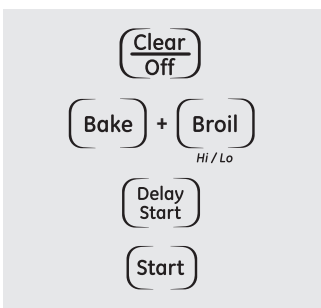 Clear
Off
Bake + Broil
Hi / Lo
Delay
Start
Start